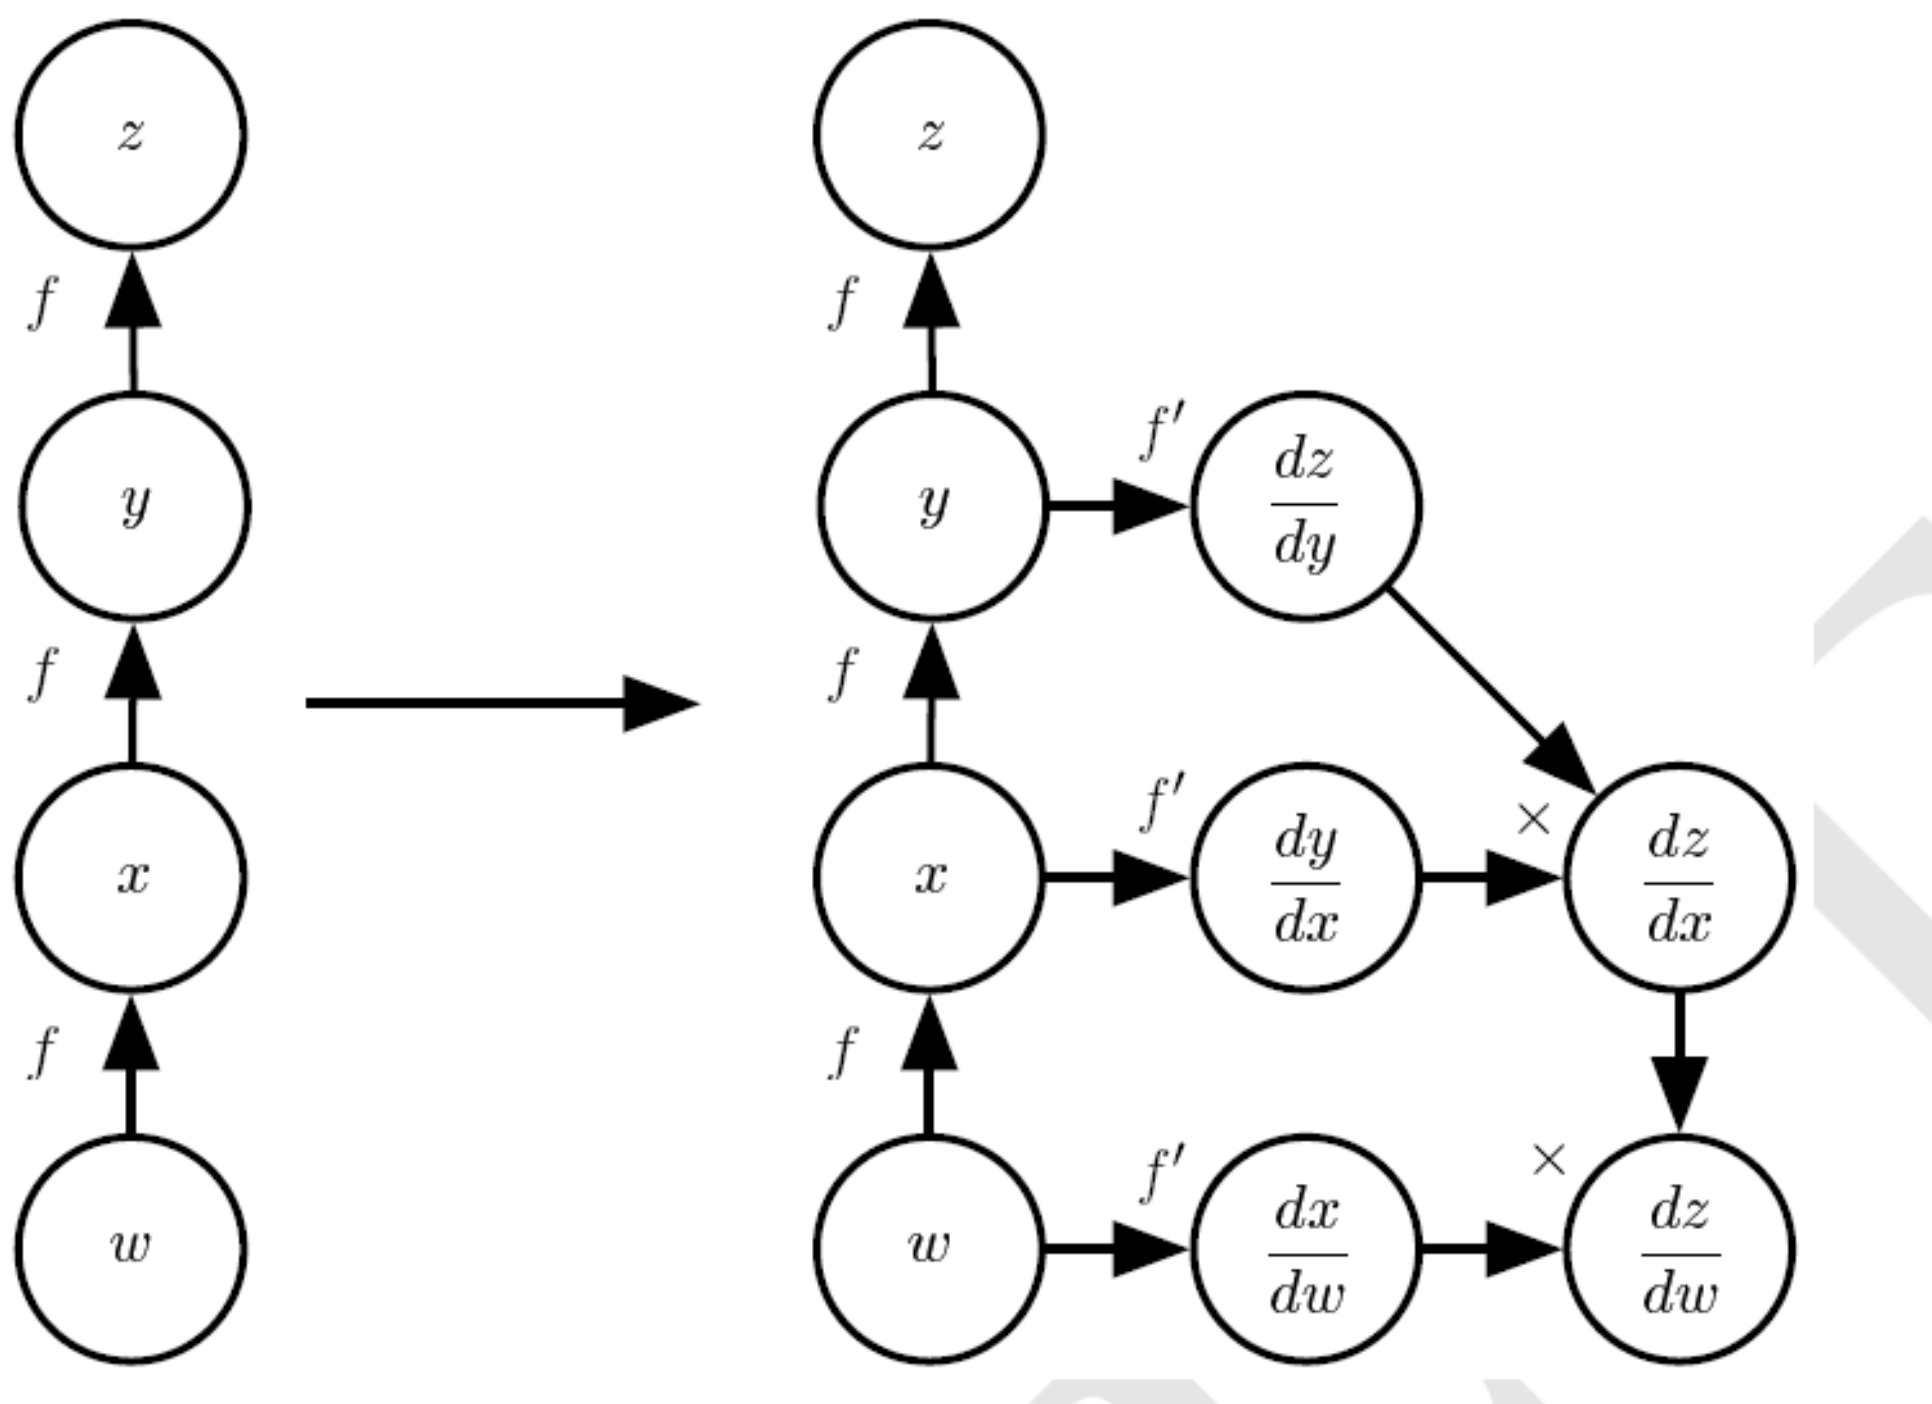 z z
f f
y f′ dz/dy
y
f f
x x f′ dy/dx × dz/dx
f f
w w f′ dx/dw × dz/dw